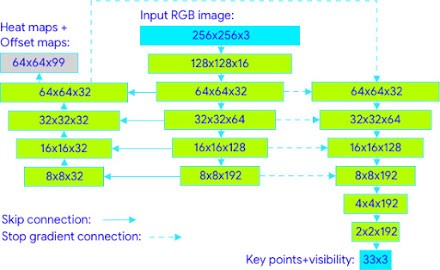 Heat maps +
Offset maps:
Input RGB image:
256x256x3
64x64x99
128x128x16
64x64x32
64x64x32
64x64x32
32x32x32
32x32x64
32x32x64
16x16x32
16x16x128
16x16x128
8x8x32
8x8x192
8x8x192
4x4x192
Skip connection:
2x2x192
Stop gradient connection:
Key points+visibility:
33x3